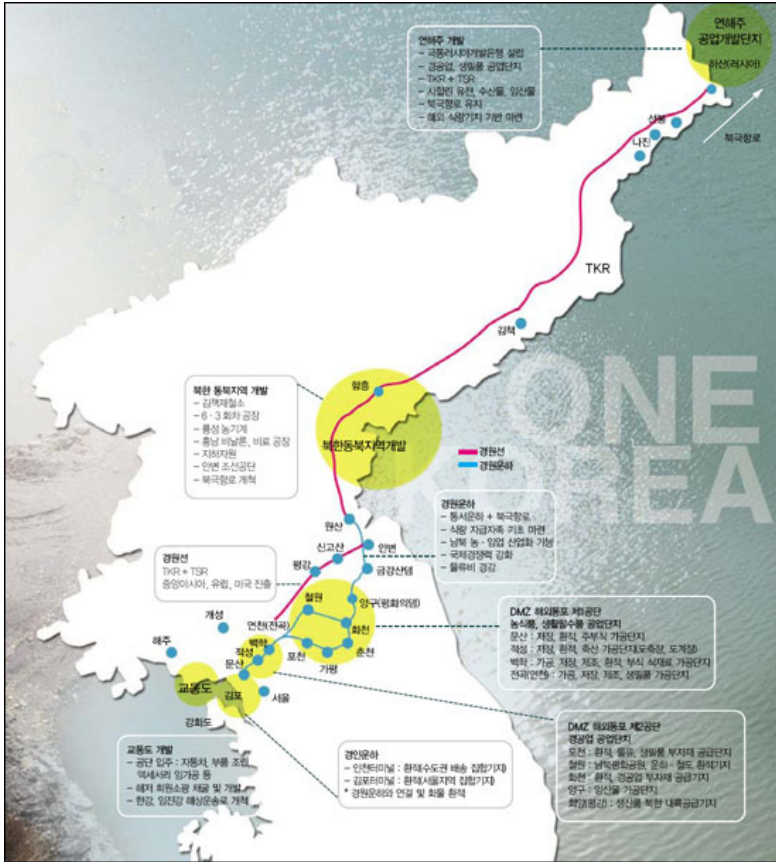 연해주
공업개발단지
하산(러시아)
연해주 개발
- 극동러시아개발은행 설립
- 경공업, 생필품 공업단지
- TKR + TSR
- 사할린 유전, 수산물, 임산물
- 북극항로 유지
- 해외 식량기지 기반 마련
선봉
나진
북극항로
TKR
김책
ONE
KOREA
함흥
북한동북지역개발
북한 동북지역 개발
- 김책제철소
- 6·3 회차 공장
- 룡성 농기계
- 흥남 비날론, 비료 공장
- 지하자원
- 안변 조선공단
- 북극항로 개척
경원선
경원운하
경원운하
- 동서운하 + 북극항로
- 식량 자급자족 기초 마련
- 남북 농·임업 산업화 가능
- 국제경쟁력 강화
- 물류비 경감
원산
안변
신고산
평강
금강산댐
경원선
TKR + TSR
중앙아시아, 유럽, 미국 진출
철원
양구(평화의댐)
개성
연천(전곡)
화천
해주
백학
적성
문산
포천
가평
춘천
교동도
김포
서울
강화도
DMZ 해외동포 제1공단
농식품, 생활필수품 공업단지
문산 : 저장, 환적, 주부식 가공단지
적성 : 저장, 환적, 축산 가공단지(도축장, 도계장)
백학 : 가공, 저장, 제조, 환적, 부식 식재료 가공단지
전곡(연천) : 가공, 저장, 제조, 생필품 가공단지
DMZ 해외동포 제2공단
경공업 공업단지
포천 : 환적, 물류, 생필품 부자재 공급단지
철원 : 남북평화공원, 운하·철도 환적기지
화천 : 환적, 경공업 부자재 공급기지
양구 : 임산물 가공단지
회양(평강) : 생산품 북한 내륙공급기지
교동도 개발
- 공단 입주 : 자동차, 부품 조립,
액세서리 임가공 등
- 해저 희원소광 채굴 및 개발
- 한강, 임진강 해상운송로 개척
경인운하
- 인천터미널 : 환적(수도권 배송 집합기지)
- 김포터미널 : 환적(서울지역 집합기지)
* 경원운하와 연결 및 화물 환적